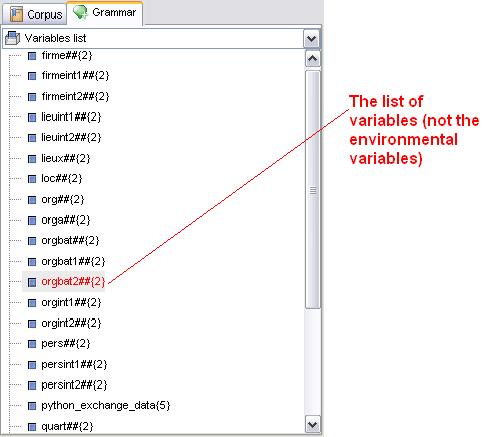 Corpus
Grammar
Variables list
firme##{2}
firmeint1##{2}
firmeint2##{2}
lieuint1##{2}
lieuint2##{2}
lieux##{2}
loc##{2}
org##{2}
orga##{2}
orgbat##{2}
orgbat1##{2}
orgbat2##{2}
orgint1##{2}
orgint2##{2}
pers##{2}
persint1##{2}
persint2##{2}
python_exchange_data{5}
quart##{2}
The list of
variables (not the
environmental
variables)